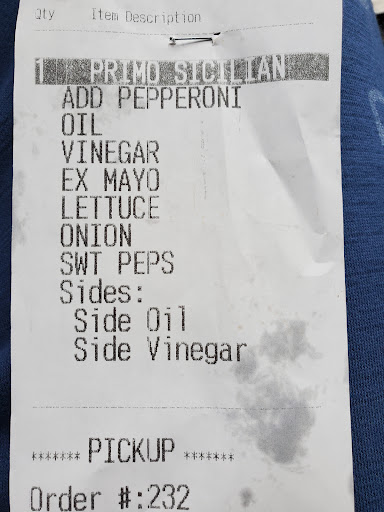 Qty Item Description
1 PRIMO SICILIAN
ADD PEPPERONI
OIL
VINEGAR
EX MAYO
LETTUCE
ONION
SWT PEPS
Sides:
Side Oil
Side Vinegar
******* PICKUP *******
Order #:232